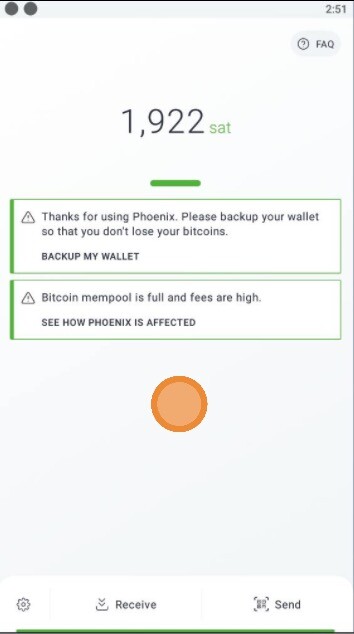 2:51
FAQ
1,922 sat
Thanks for using Phoenix. Please backup your wallet
so that you don't lose your bitcoins.
BACKUP MY WALLET
Bitcoin mempool is full and fees are high.
SEE HOW PHOENIX IS AFFECTED
Receive
Send